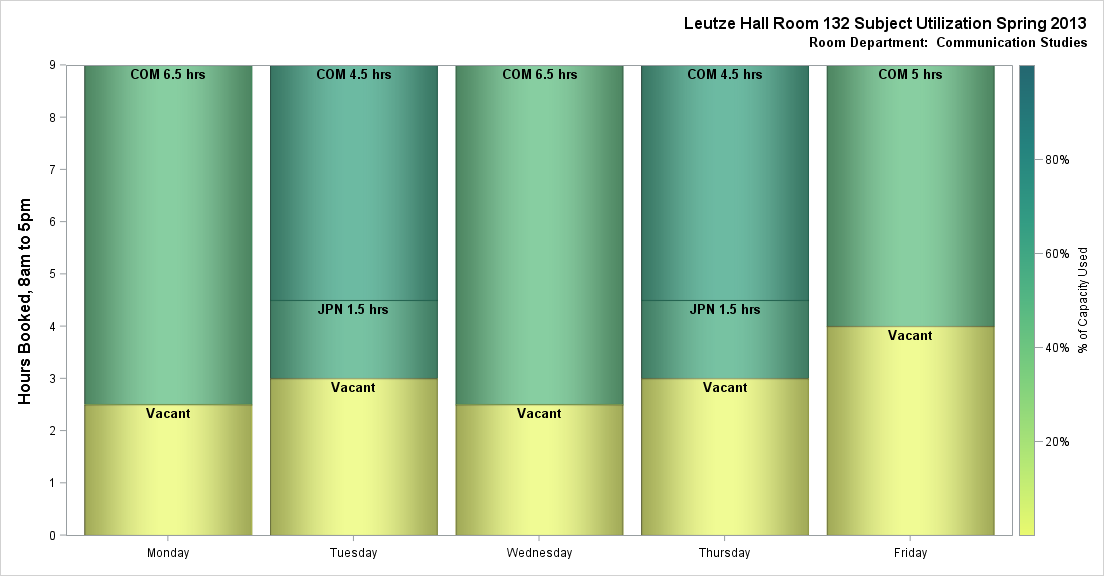 Leutze Hall Room 132 Subject Utilization Spring 2013
Room Department:  Communication Studies
Hours Booked, 8am to 5pm
9
8
7
6
5
4
3
2
1
0
COM 6.5 hrs
Vacant
COM 4.5 hrs
JPN 1.5 hrs
Vacant
COM 6.5 hrs
Vacant
COM 4.5 hrs
JPN 1.5 hrs
Vacant
COM 5 hrs
Vacant
Monday
Tuesday
Wednesday
Thursday
Friday
80%
60%
40%
20%
% of Capacity Used